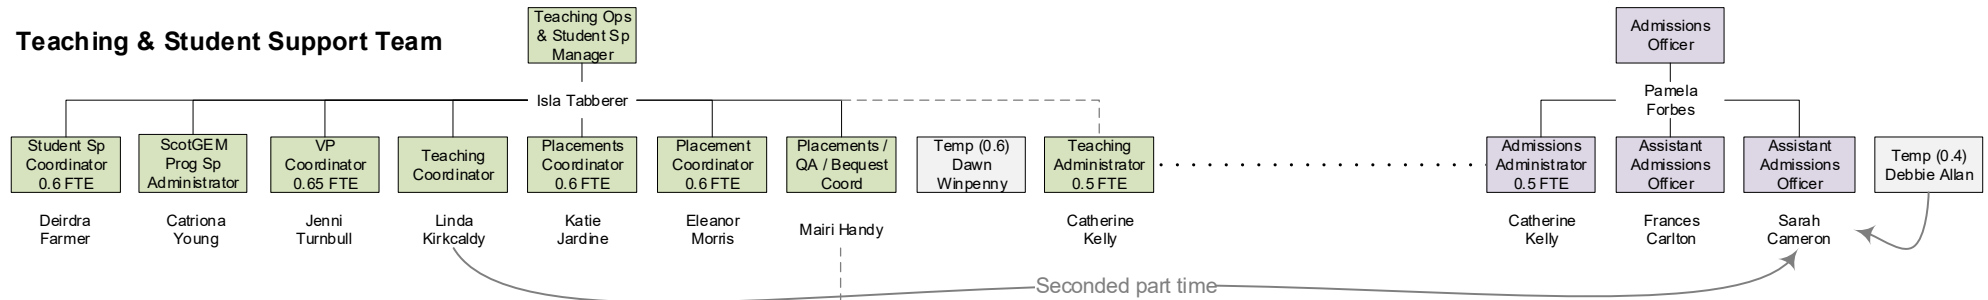 Teaching & Student Support Team
Teaching Ops
& Student Sp
Manager
Isla Tabberer
Student Sp
Coordinator
0.6 FTE
Deirdra
Farmer
ScotGEM
Prog Sp
Administrator
Catriona
Young
VP
Coordinator
0.65 FTE
Jenni
Turnbull
Teaching
Coordinator
Linda
Kirkcaldy
Placements
Coordinator
0.6 FTE
Katie
Jardine
Placement
Coordinator
0.6 FTE
Eleanor
Morris
Placements /
QA / Bequest
Coord
Mairi Handy
Temp (0.6)
Dawn
Winpenny
Teaching
Administrator
0.5 FTE
Catherine
Kelly
Admissions
Officer
Pamela
Forbes
Admissions
Administrator
0.5 FTE
Catherine
Kelly
Assistant
Admissions
Officer
Frances
Carlton
Assistant
Admissions
Officer
Sarah
Cameron
Temp (0.4)
Debbie Allan
Seconded part time